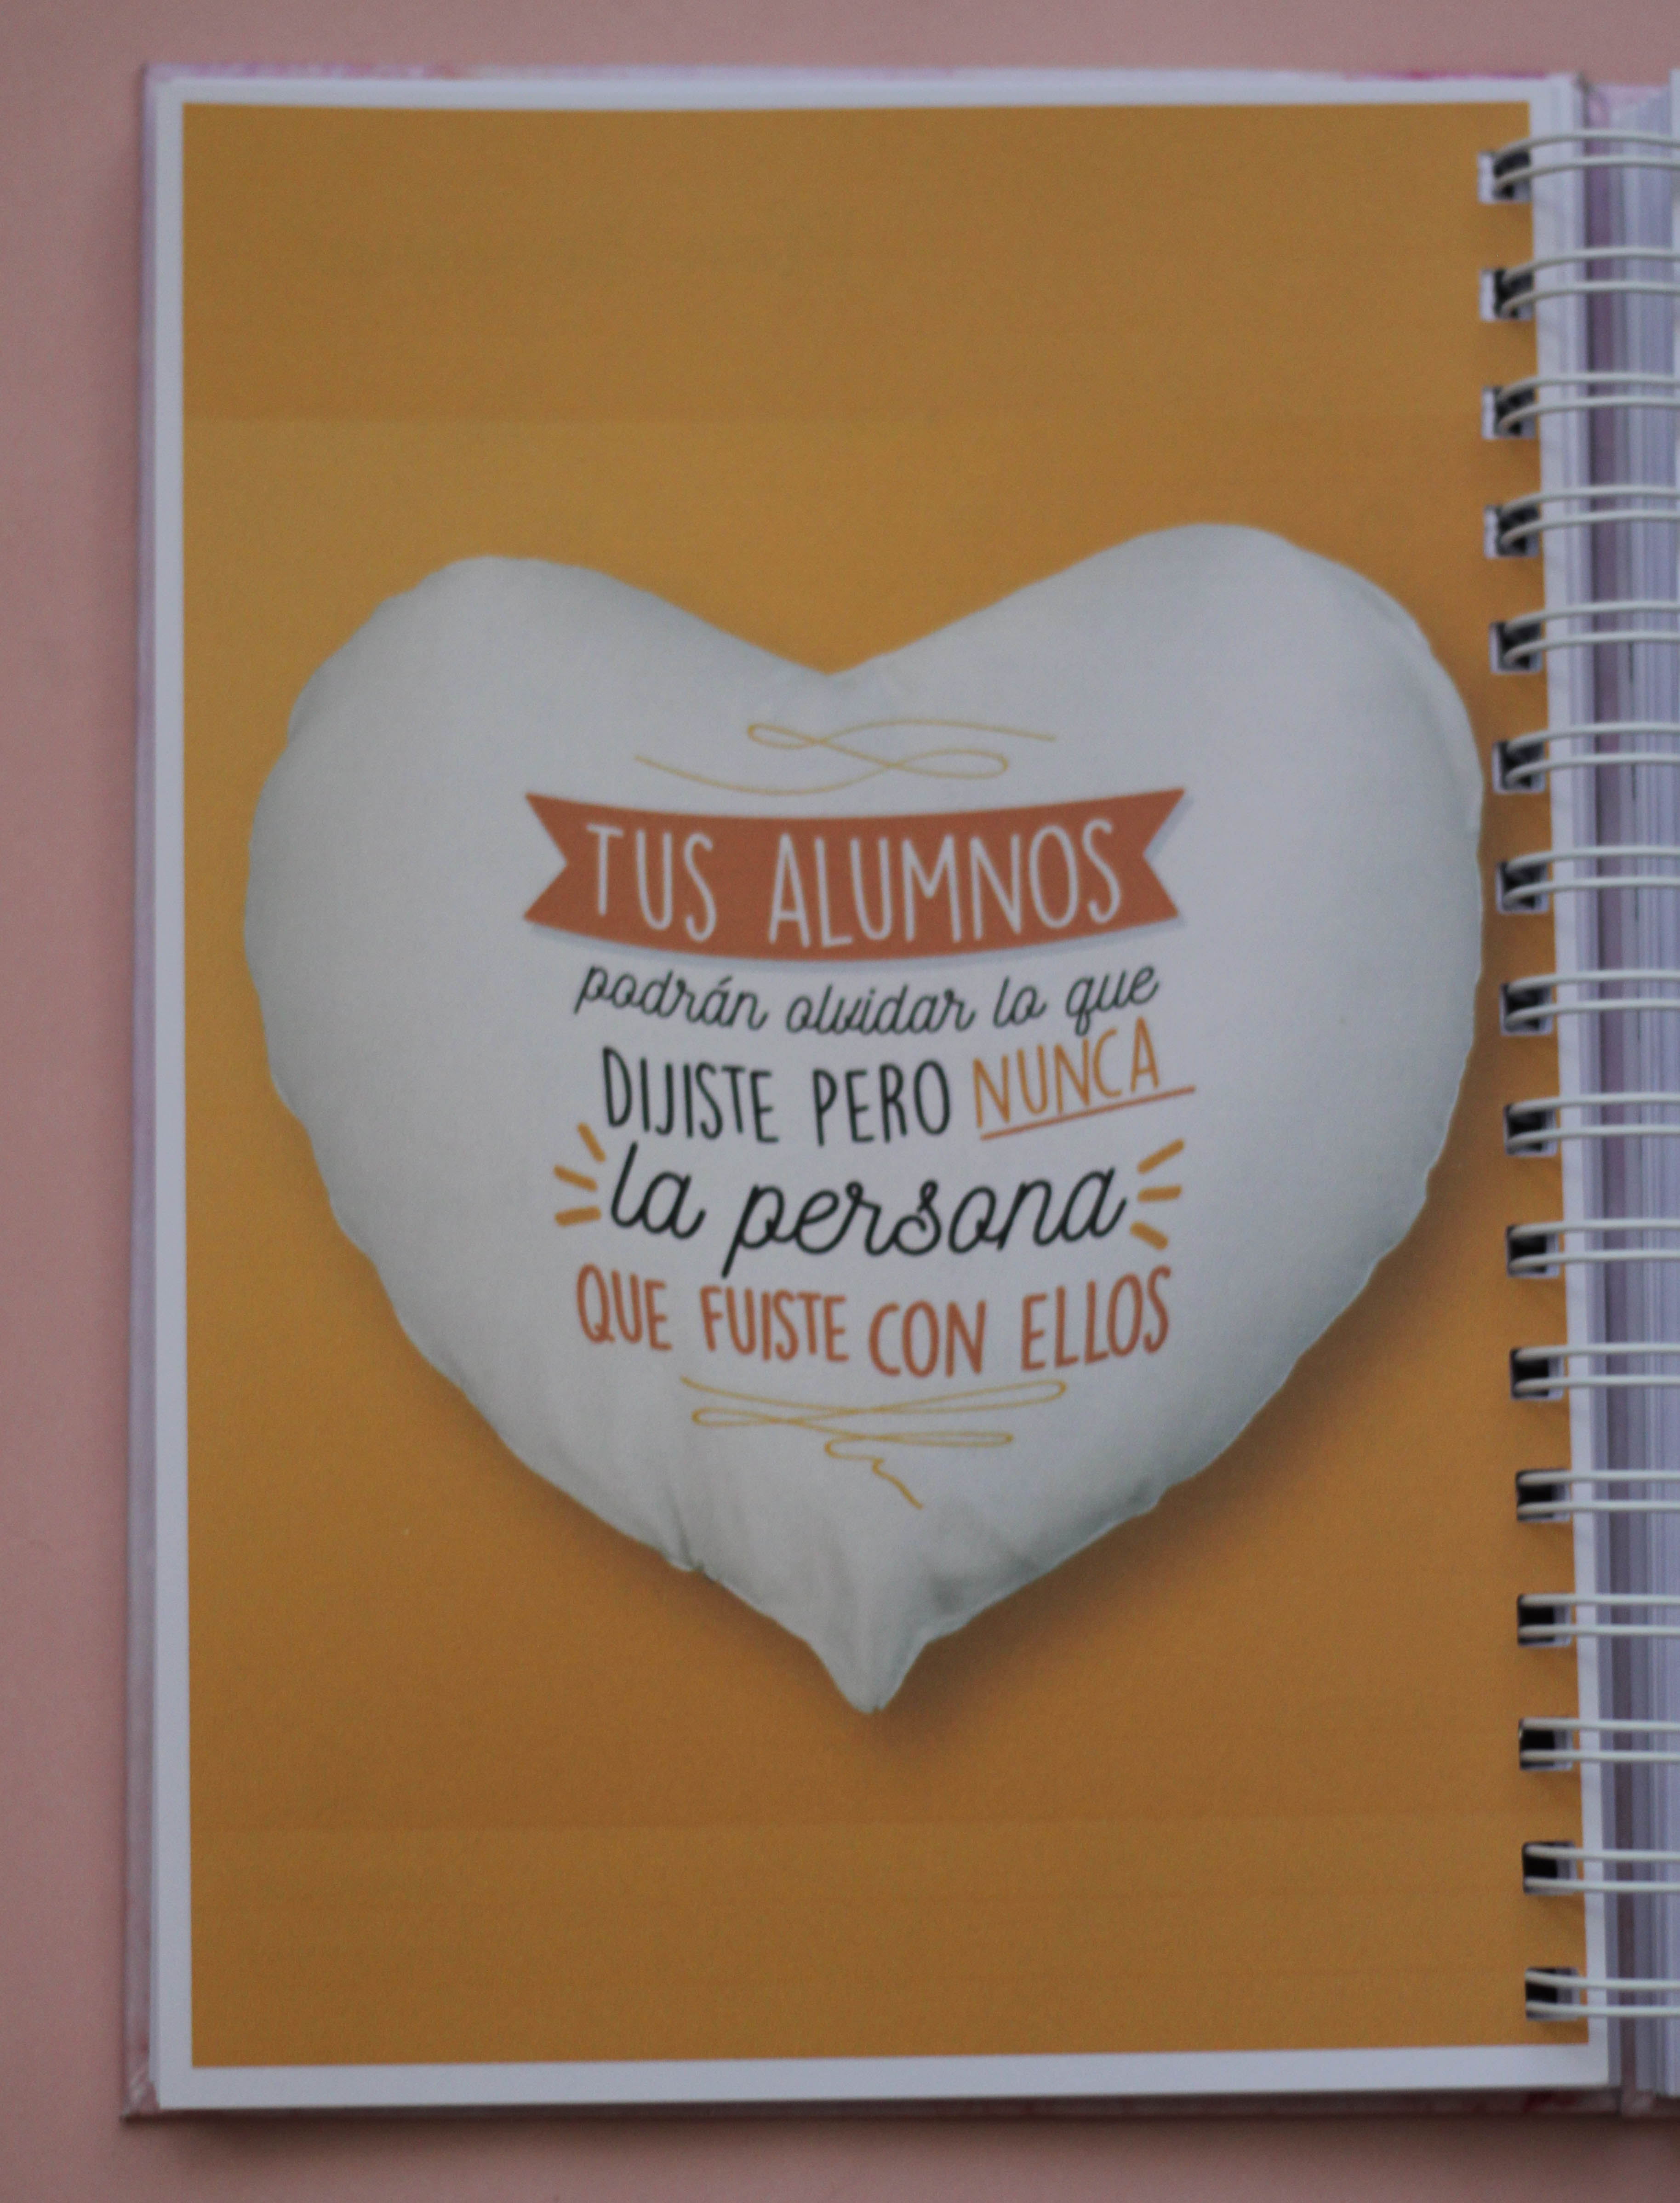 TUS ALUMNOS
podrán olvidar lo que
DIJISTE PERO NUNCA
la persona
QUE FUISTE CON ELLOS